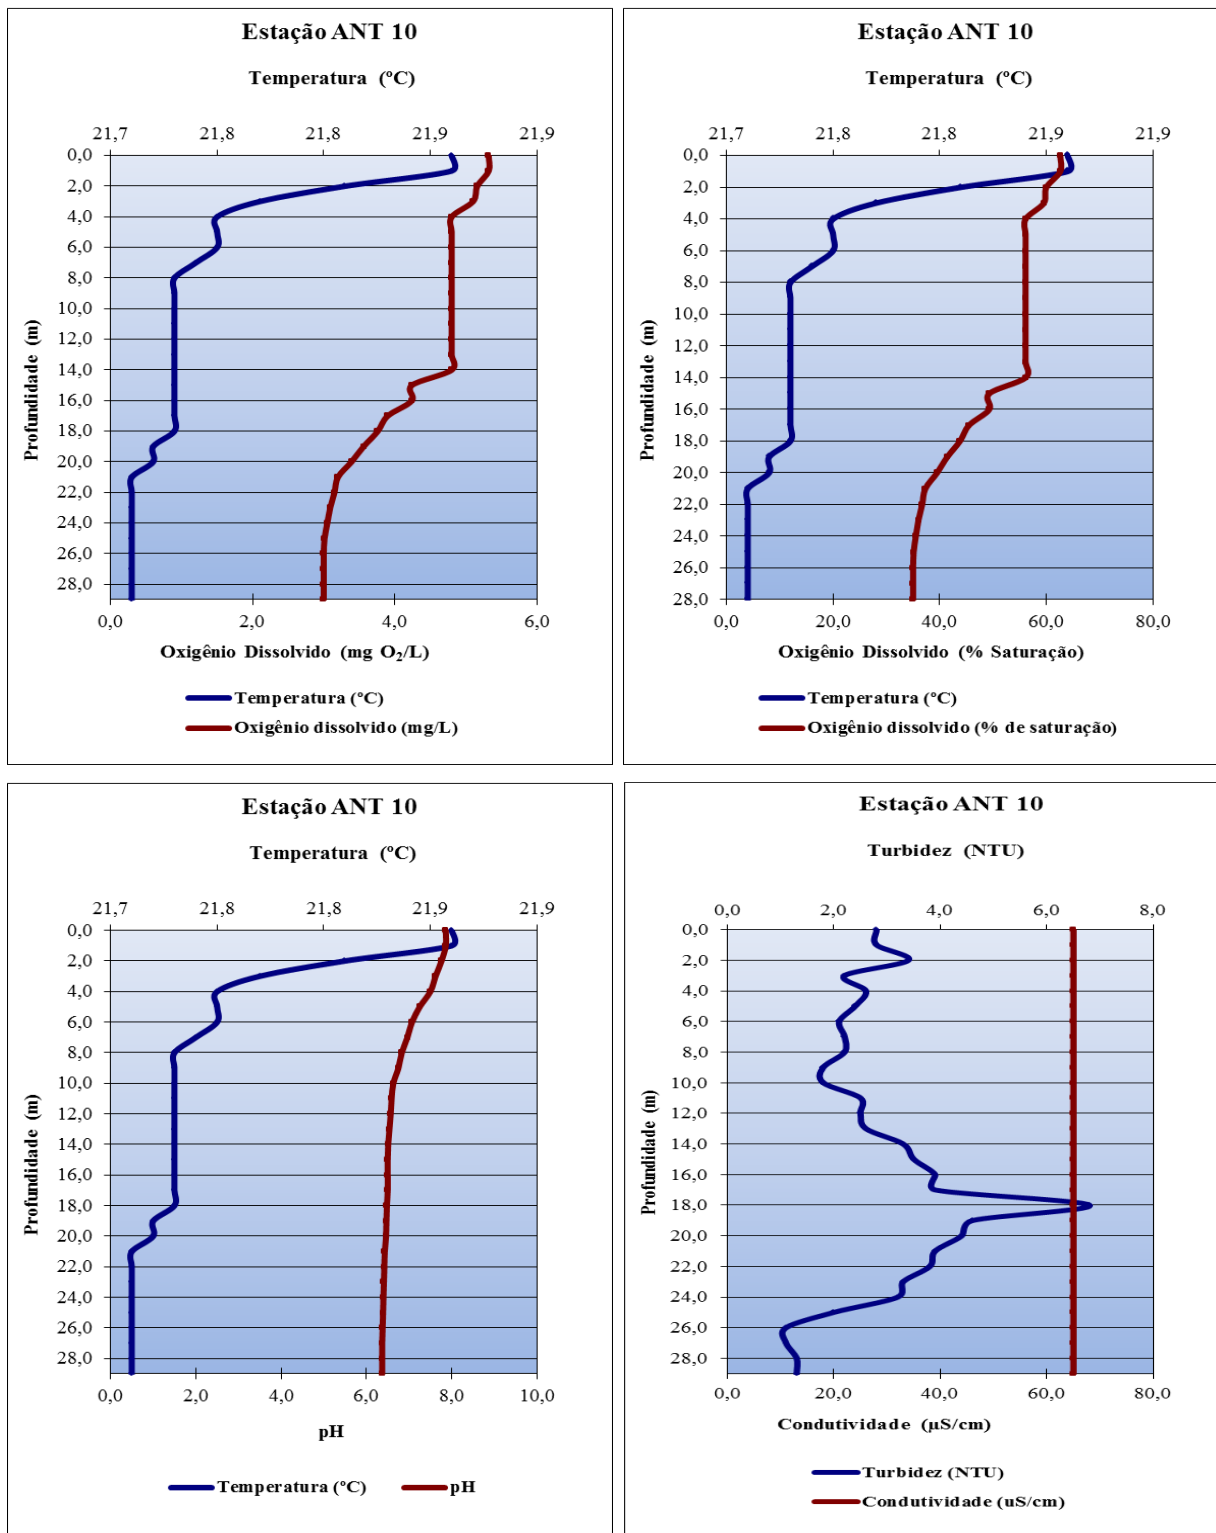 Estação ANT 10
Temperatura (ºC)
21,7 21,8 21,8 21,9 21,9
0,0
2,0
4,0
6,0
8,0
10,0
12,0
14,0
16,0
18,0
20,0
22,0
24,0
26,0
28,0
Profundidade (m)
0,0 2,0 4,0 6,0
Oxigênio Dissolvido (mg O₂/L)
Temperatura (ºC)
Oxigênio dissolvido (mg/L)
Estação ANT 10
Temperatura (ºC)
21,7 21,8 21,8 21,9 21,9
0,0
2,0
4,0
6,0
8,0
10,0
12,0
14,0
16,0
18,0
20,0
22,0
24,0
26,0
28,0
Profundidade (m)
0,0 20,0 40,0 60,0 80,0
Oxigênio Dissolvido (% Saturação)
Temperatura (ºC)
Oxigênio dissolvido (% de saturação)
Estação ANT 10
Temperatura (ºC)
21,7 21,8 21,8 21,9 21,9
0,0
2,0
4,0
6,0
8,0
10,0
12,0
14,0
16,0
18,0
20,0
22,0
24,0
26,0
28,0
Profundidade (m)
0,0 2,0 4,0 6,0 8,0 10,0
pH
Temperatura (ºC) pH
Estação ANT 10
Turbidez (NTU)
0,0 2,0 4,0 6,0 8,0
0,0
2,0
4,0
6,0
8,0
10,0
12,0
14,0
16,0
18,0
20,0
22,0
24,0
26,0
28,0
Profundidade (m)
0,0 20,0 40,0 60,0 80,0
Condutividade (µS/cm)
Turbidez (NTU)
Condutividade (uS/cm)